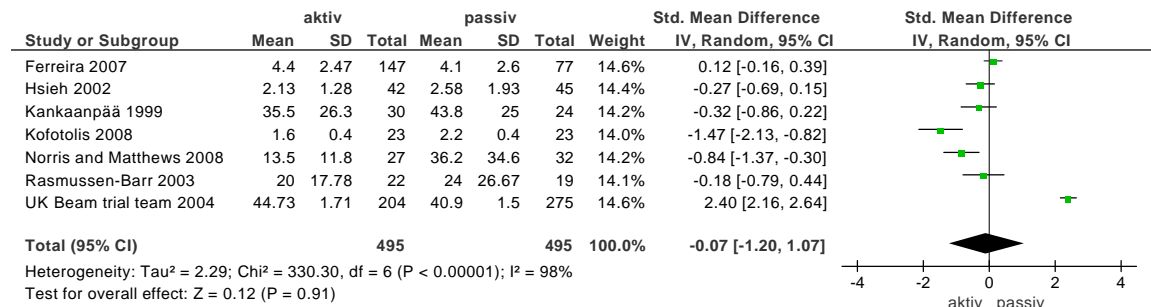 aktiv passiv Std. Mean Difference Std. Mean Difference
Study or Subgroup Mean SD Total Mean SD Total Weight IV, Random, 95% CI IV, Random, 95% CI
Ferreira 2007 4.4 2.47 147 4.1 2.6 77 14.6% 0.12 [-0.16, 0.39]
Hsieh 2002 2.13 1.28 42 2.58 1.93 45 14.4% -0.27 [-0.69, 0.15]
Kankaanpää 1999 35.5 26.3 30 43.8 25 24 14.2% -0.32 [-0.86, 0.22]
Kofotolis 2008 1.6 0.4 23 2.2 0.4 23 14.0% -1.47 [-2.13, -0.82]
Norris and Matthews 2008 13.5 11.8 27 36.2 34.6 32 14.2% -0.84 [-1.37, -0.30]
Rasmussen-Barr 2003 20 17.78 22 24 26.67 19 14.1% -0.18 [-0.79, 0.44]
UK Beam trial team 2004 44.73 1.71 204 40.9 1.5 275 14.6% 2.40 [2.16, 2.64]
Total (95% CI) 495 495 100.0% -0.07 [-1.20, 1.07]
Heterogeneity: Tau² = 2.29; Chi² = 330.30, df = 6 (P < 0.00001); I² = 98%
Test for overall effect: Z = 0.12 (P = 0.91)
-4 -2 0 2 4
aktiv passiv